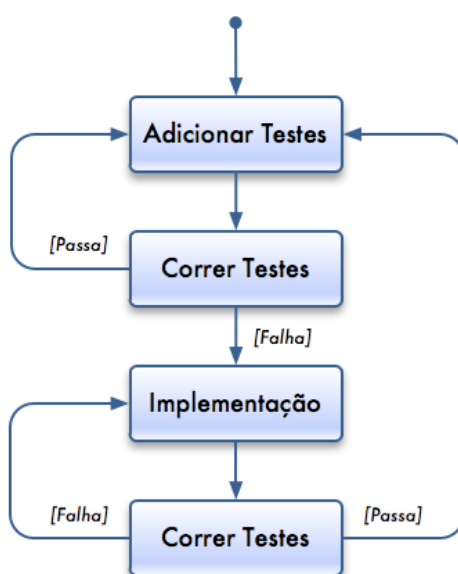 Adicionar Testes
[Passa]
Correr Testes
[Falha]
Implementação
[Falha]
Correr Testes
[Passa]